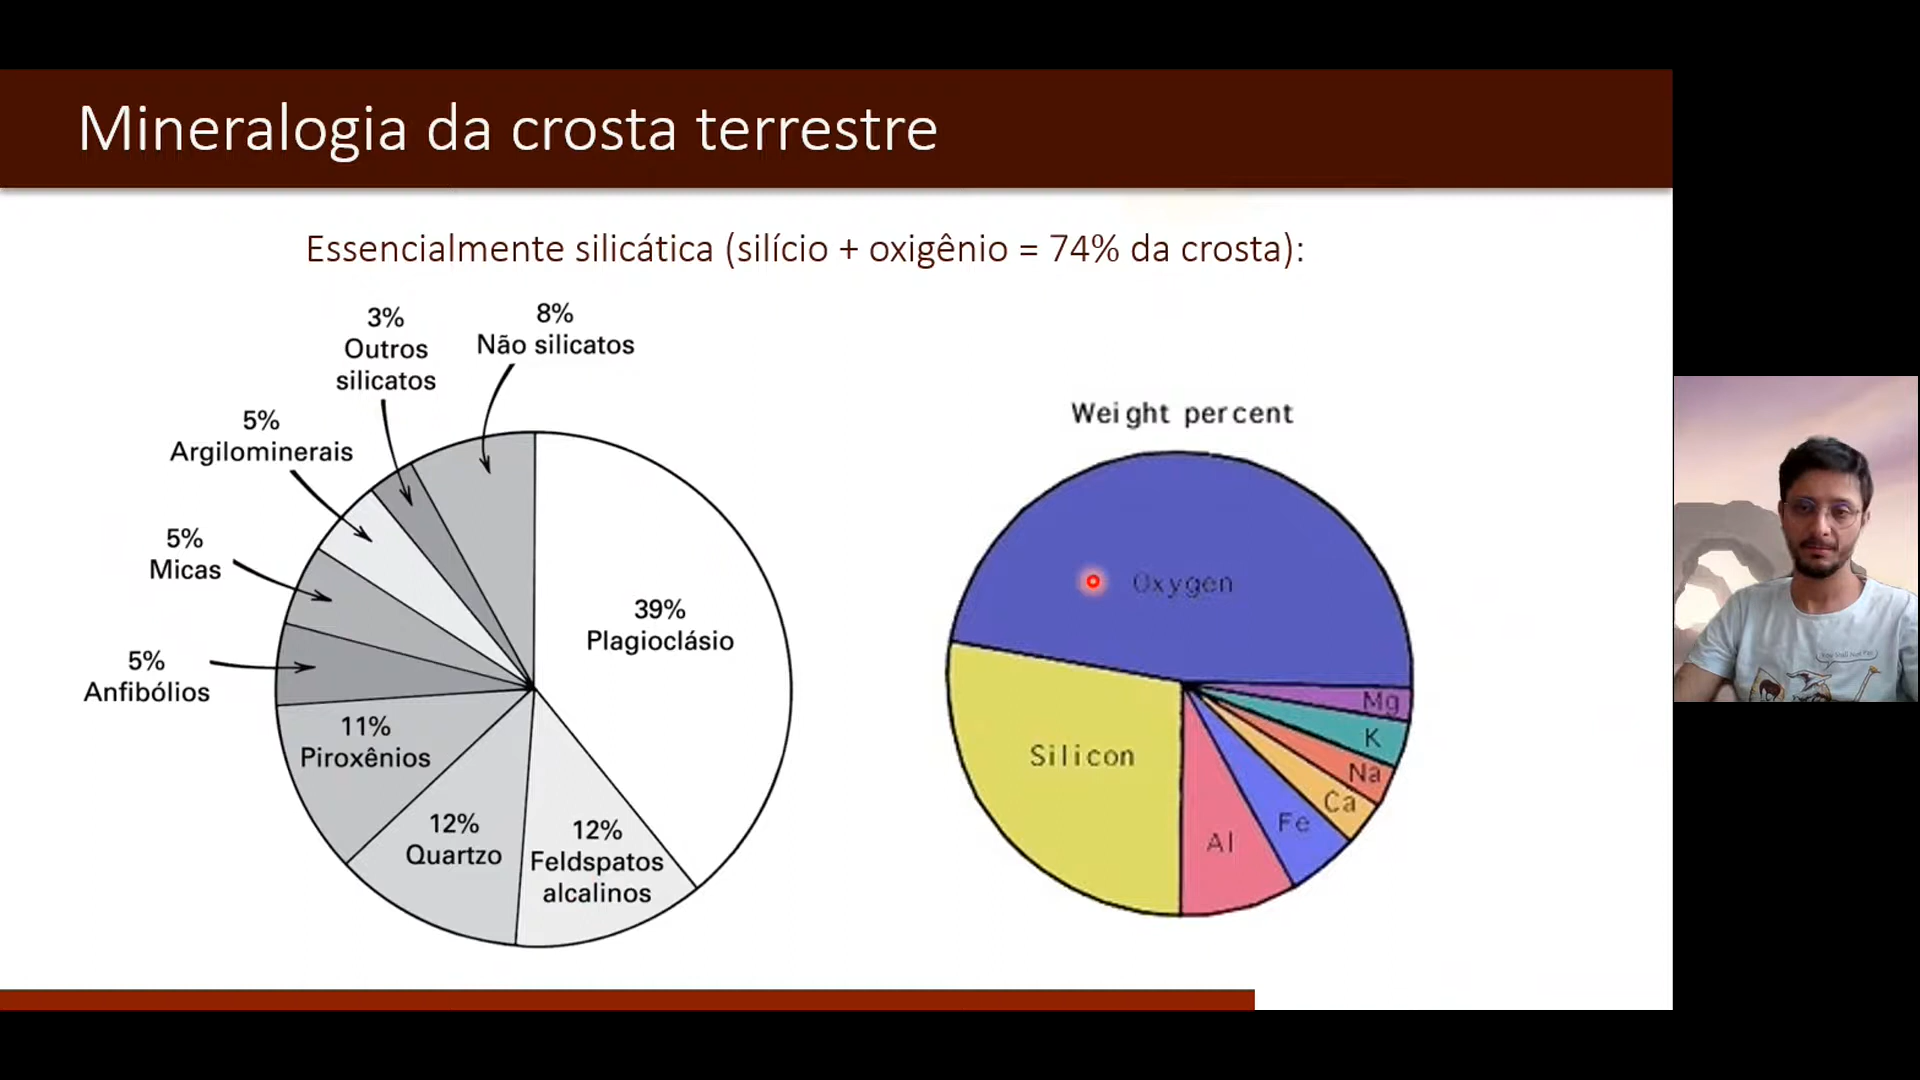 Mineralogia da crosta terrestre
Essencialmente silicática (silício + oxigênio = 74% da crosta):
3%
Outros
silicatos
8%
Não silicatos
5%
Argilominerais
5%
Micas
5%
Anfibólios
11%
Piroxênios
12%
Quartzo
12%
Feldspatos
alcalinos
39%
Plagioclásio
Weight percent
Oxygen
Silicon
Al
Fe
Ca
Na
K
Mg